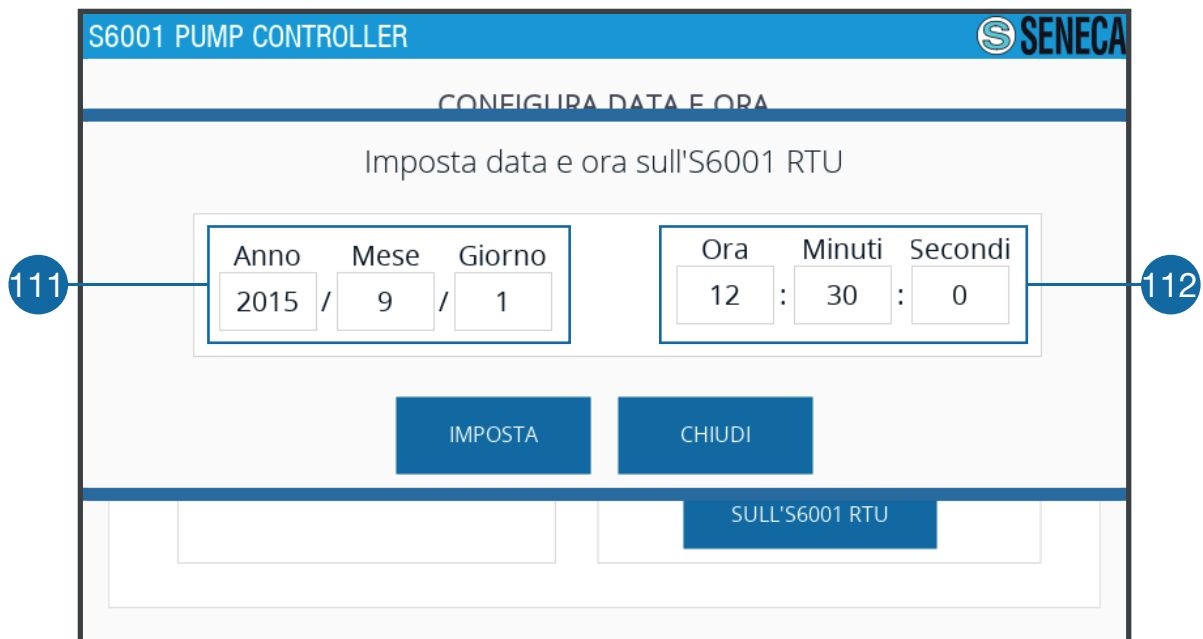 S6001 PUMP CONTROLLER
S SENECA
CONFIGURA DATA E ORA
Imposta data e ora sull'S6001 RTU
Anno Mese Giorno
2015 / 9 / 1
Ora Minuti Secondi
12 : 30 : 0
111
112
IMPOSTA CHIUDI
SULL'S6001 RTU